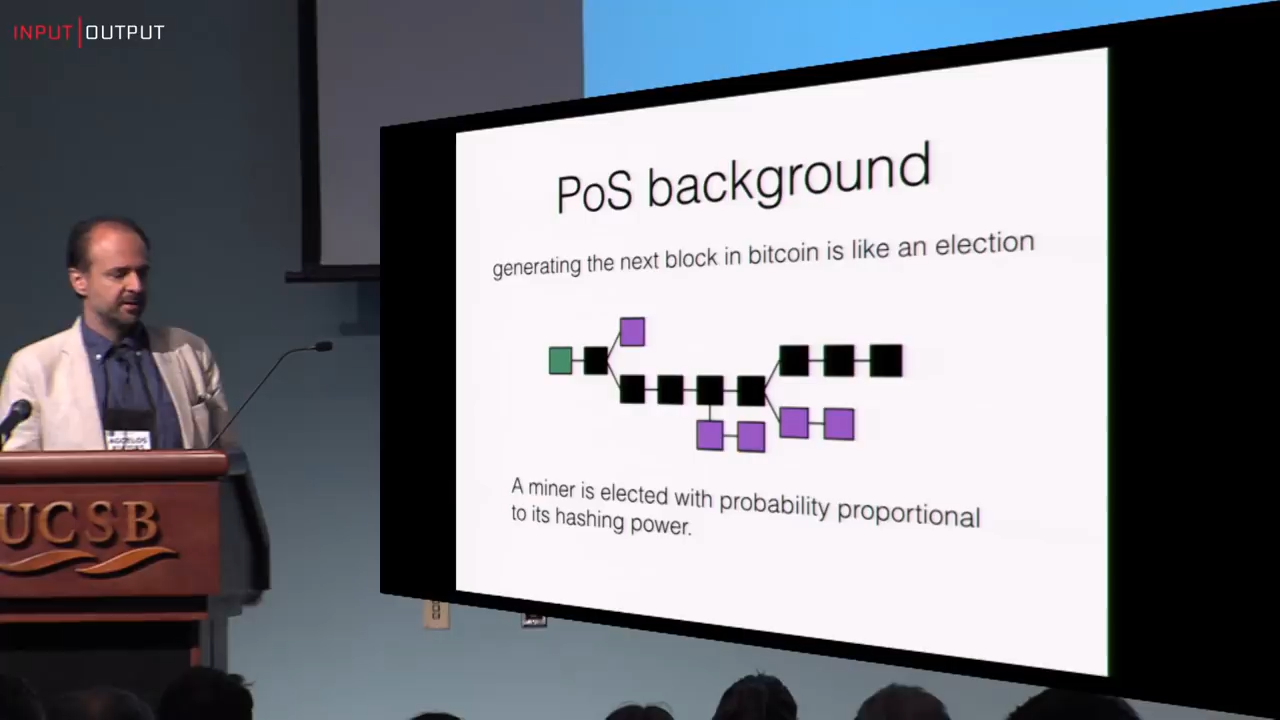 INPUT|OUTPUT
PoS background
generating the next block in bitcoin is like an election
A miner is elected with probability proportional
to its hashing power.
AGGELOS
UCSB